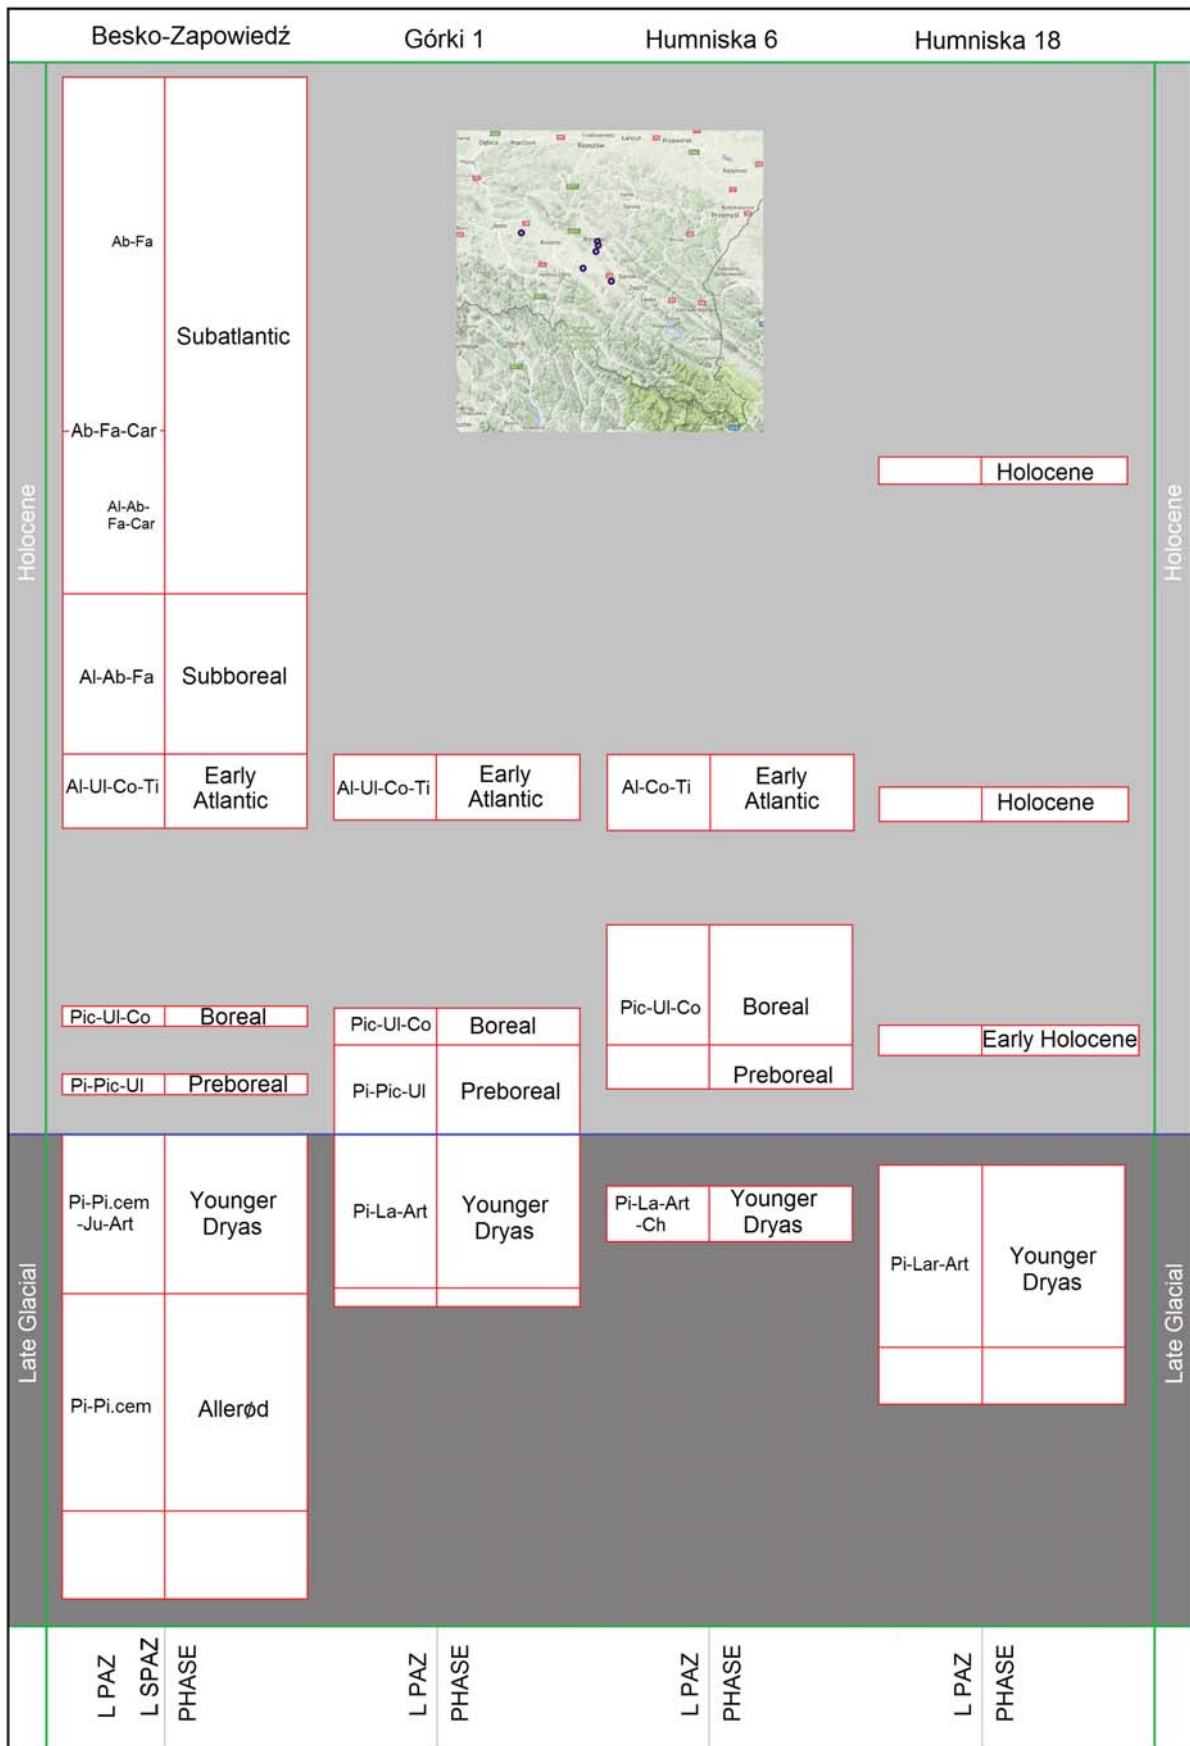 Besko-Zapowiedź
Górki 1
Humniska 6
Humniska 18
Holocene
Late Glacial
Ab-Fa
Ab-Fa-Car
Al-Ab-
Fa-Car
Subatlantic
Al-Ab-Fa
Subboreal
Al-Ul-Co-Ti
Early
Atlantic
Pic-Ul-Co
Boreal
Pi-Pic-Ul
Preboreal
Pi-Pi.cem
-Ju-Art
Younger
Dryas
Pi-Pi.cem
Allerød
L PAZ
L SPAZ
PHASE
Rzeszów
Przemyśl
Krosno
Sanok
Al-Ul-Co-Ti
Early
Atlantic
Pic-Ul-Co
Boreal
Pi-Pic-Ul
Preboreal
Pi-La-Art
Younger
Dryas
L PAZ
PHASE
Al-Co-Ti
Early
Atlantic
Pic-Ul-Co
Boreal
Preboreal
Pi-La-Art
-Ch
Younger
Dryas
L PAZ
PHASE
Holocene
Holocene
Early Holocene
Pi-Lar-Art
Younger
Dryas
L PAZ
PHASE
Holocene
Late Glacial